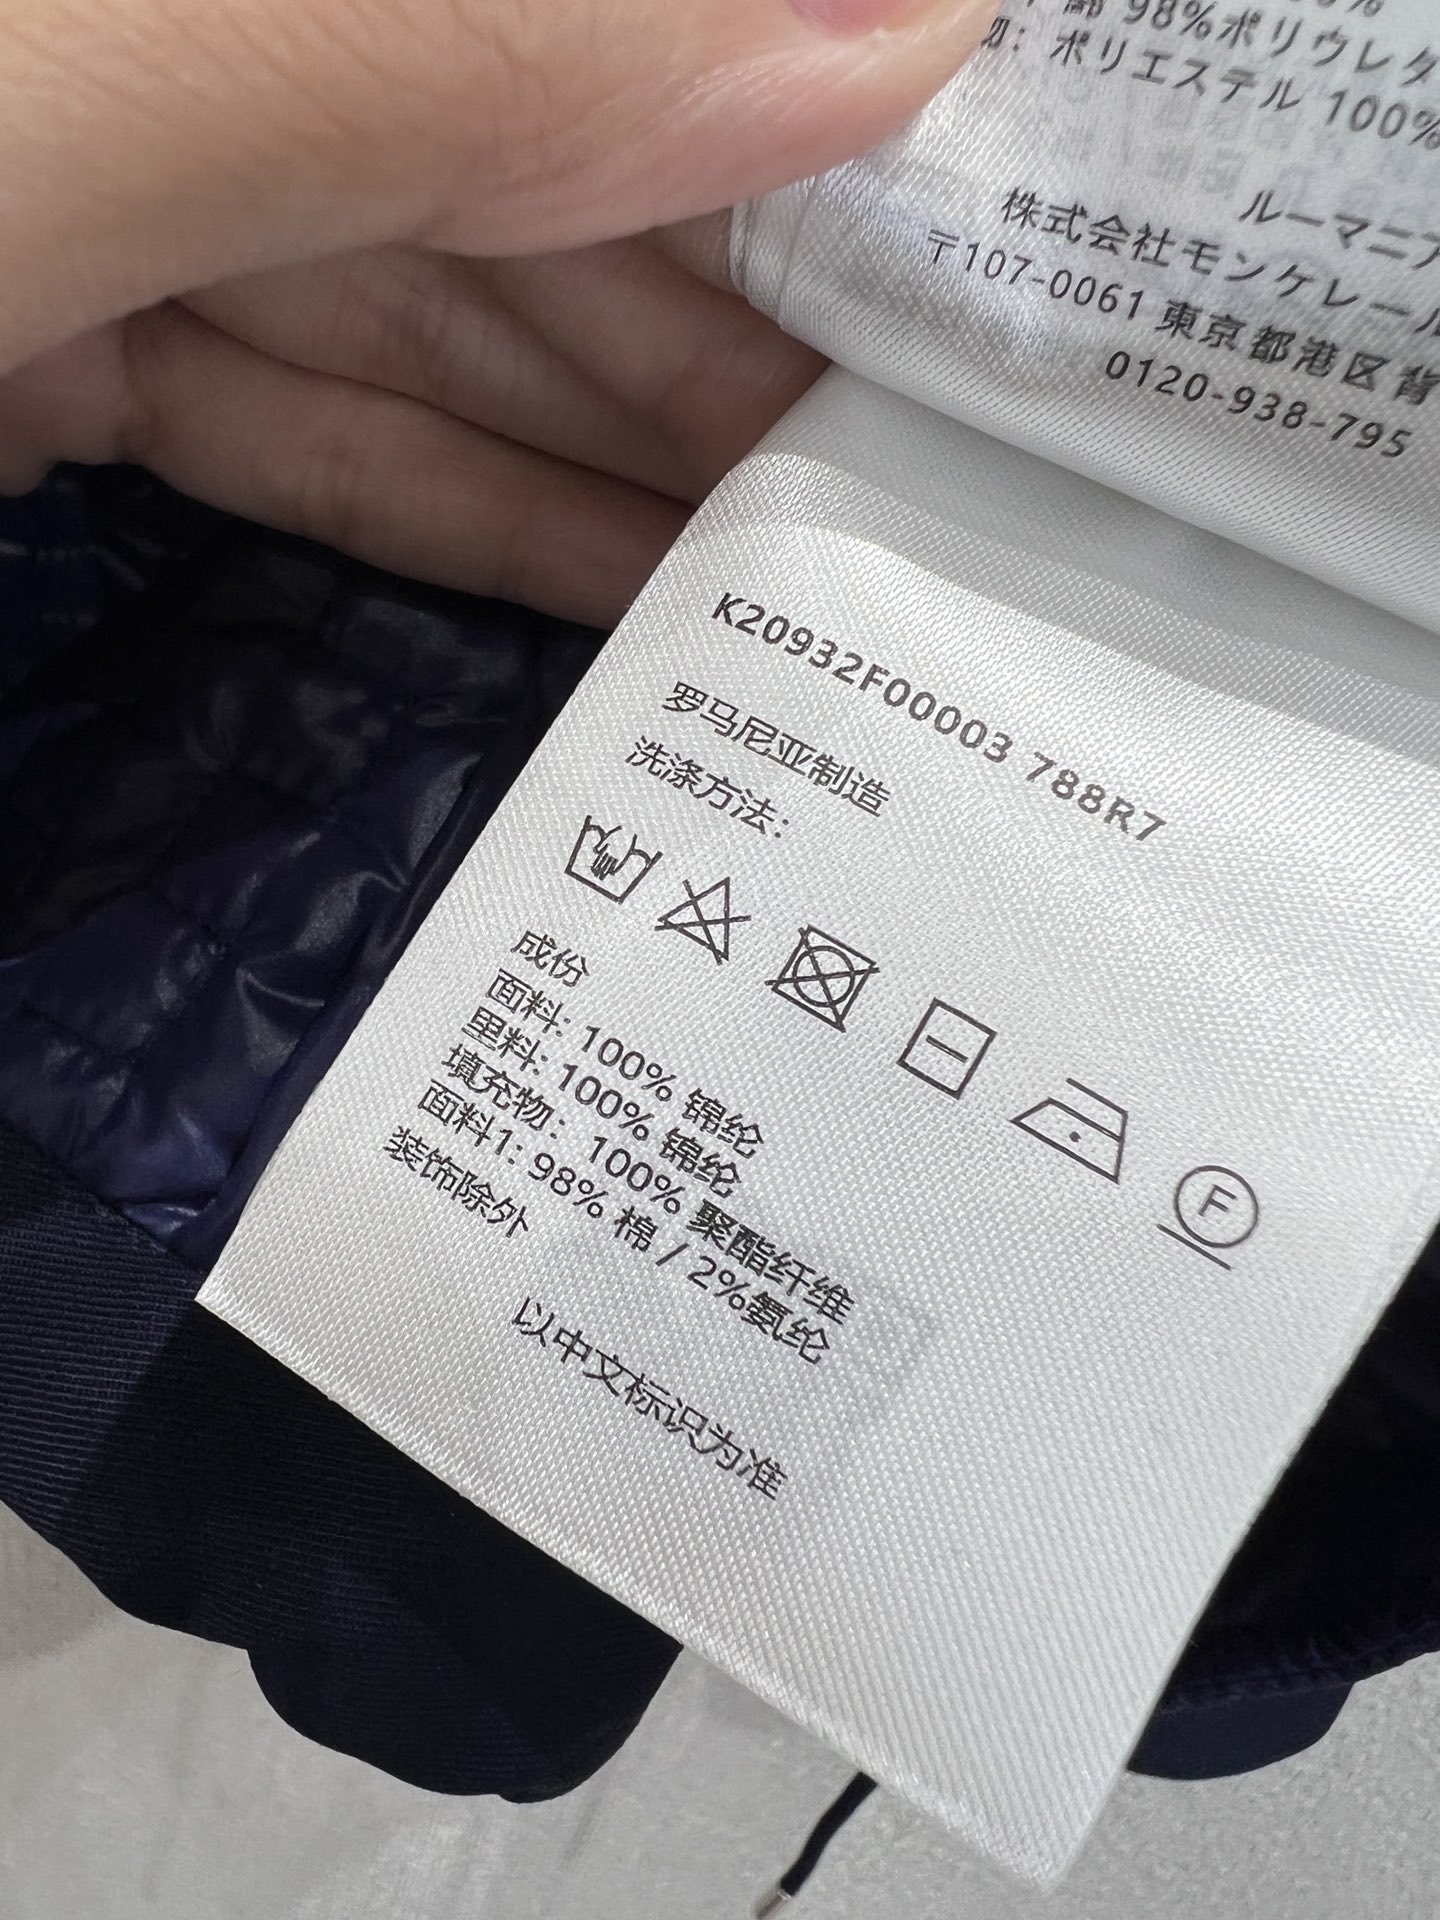 部 98%ポリウレタ
ポリエステル 100%
ルーマニア
株式会社モンケレール
〒107-0061 東京都港区
0120-938-795
K20932F00003 788R7
罗马尼亚制造
洗涤方法:
F
成份
面料: 100% 锦纶
里料: 100% 锦纶
填充物: 100% 聚酯纤维
面料1: 98% 棉 / 2%氨纶
装饰除外
以中文标识为准